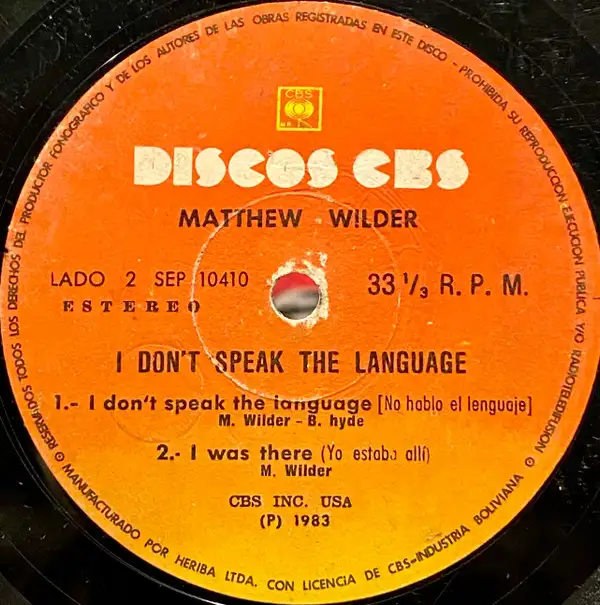 RESERVADOS TODOS LOS DERECHOS DEL PRODUCTOR FONOGRAFICO Y DE LOS AUTORES DE LAS OBRAS REGISTRADAS EN ESTE DISCO - PROHIBIDA SU REPRODUCCION EJECUCION PUBLICA Y/O RADIOTELEDIFUSION
CBS
DISCOS CBS
MATTHEW WILDER
LADO 2 SEP 10410
ESTEREO
33 1/3 R. P. M.
I DON'T SPEAK THE LANGUAGE
1.- I don't speak the language [No hablo el lenguaje]
M. Wilder - B. hyde
2.- I was there (Yo estaba allí)
M. Wilder
CBS INC. USA
(P) 1983
MANUFACTURADO POR HERIBA LTDA. CON LICENCIA DE CBS-INDUSTRIA BOLIVIANA